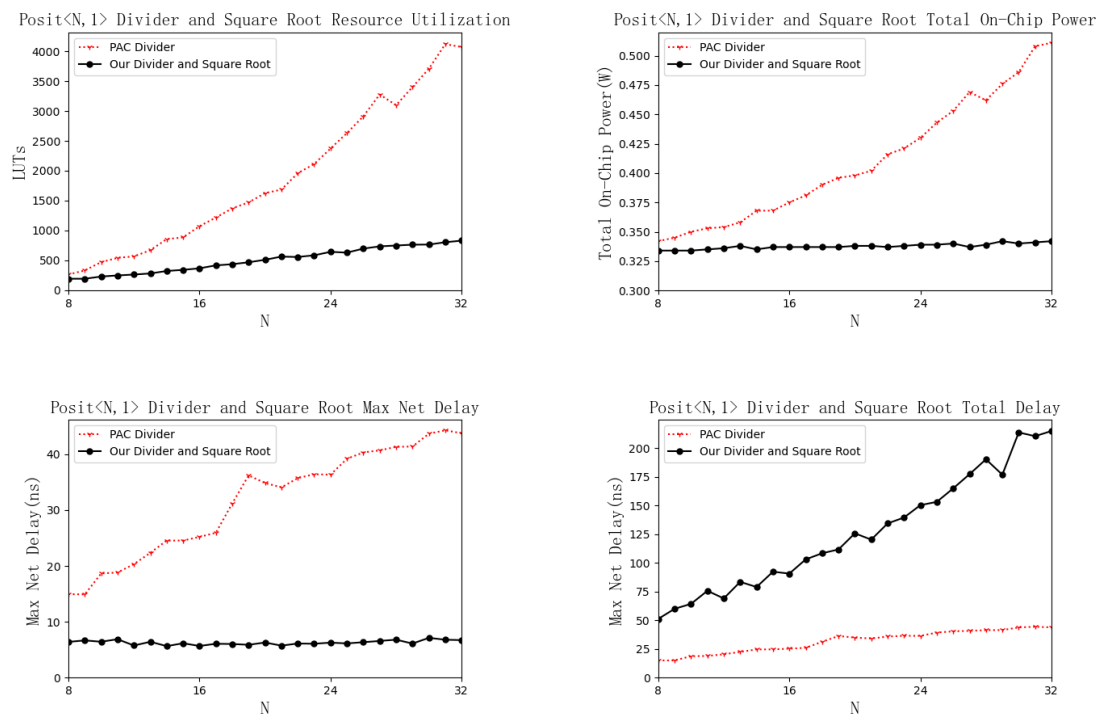 Posit<N,1> Divider and Square Root Resource Utilization
PAC Divider
Our Divider and Square Root
4000
3500
3000
2500
2000
1500
1000
500
0
LUTs
8
16
24
32
N
Posit<N,1> Divider and Square Root Total On-Chip Power
PAC Divider
Our Divider and Square Root
0.500
0.475
0.450
0.425
0.400
0.375
0.350
0.325
0.300
Total On-Chip Power(W)
8
16
24
32
N
Posit<N,1> Divider and Square Root Max Net Delay
PAC Divider
Our Divider and Square Root
40
30
20
10
0
Max Net Delay(ns)
8
16
24
32
N
Posit<N,1> Divider and Square Root Total Delay
PAC Divider
Our Divider and Square Root
225
200
175
150
125
100
75
50
25
0
Max Net Delay(ns)
8
16
24
32
N